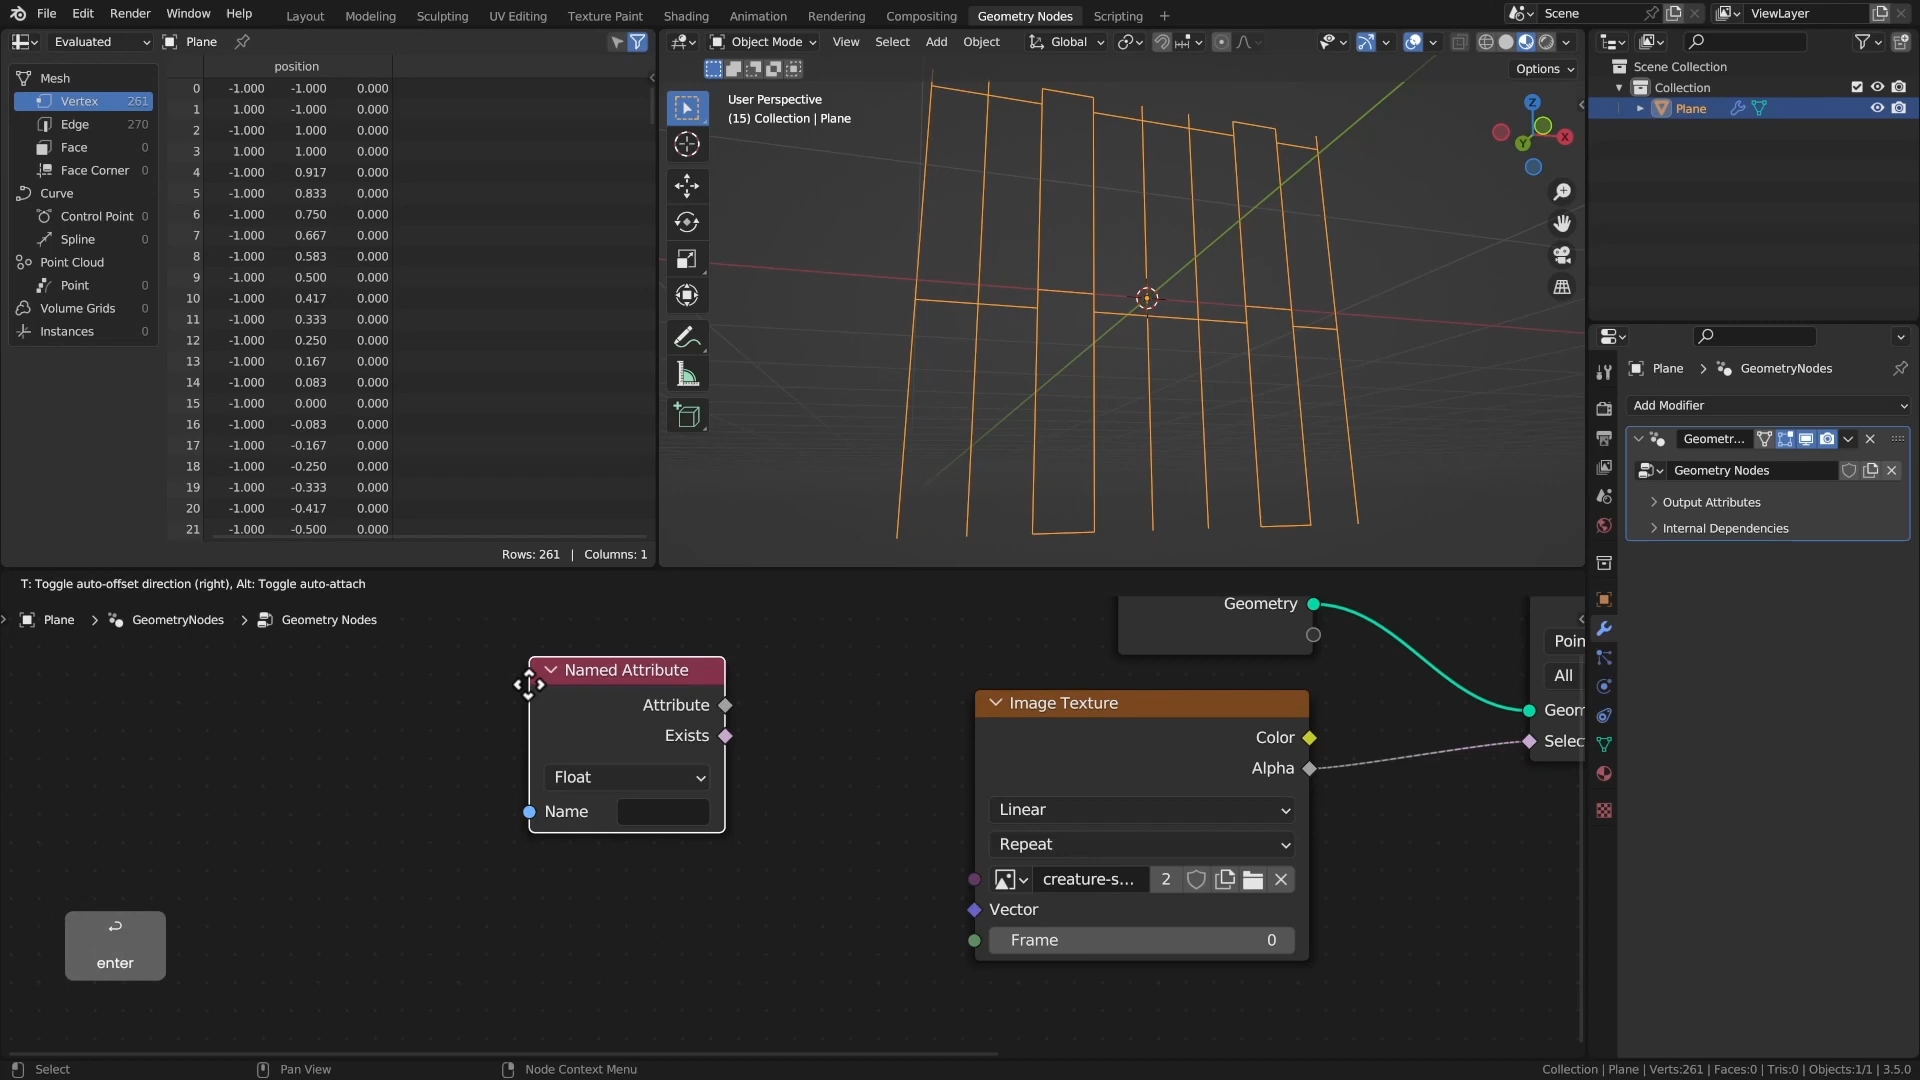 File Edit Render Window Help
Layout Modeling Sculpting UV Editing Texture Paint Shading Animation Rendering Compositing Geometry Nodes Scripting
Scene ViewLayer
Evaluated Plane
Object Mode View Select Add Object Global
Options
position
Mesh
Vertex 261
Edge 270
Face 0
Face Corner 0
Curve
Control Point 0
Spline 0
Point Cloud
Point 0
Volume Grids 0
Instances 0
0 -1.000 -1.000 0.000
1 1.000 -1.000 0.000
2 -1.000 1.000 0.000
3 1.000 1.000 0.000
4 -1.000 0.917 0.000
5 -1.000 0.833 0.000
6 -1.000 0.750 0.000
7 -1.000 0.667 0.000
8 -1.000 0.583 0.000
9 -1.000 0.500 0.000
10 -1.000 0.417 0.000
11 -1.000 0.333 0.000
12 -1.000 0.250 0.000
13 -1.000 0.167 0.000
14 -1.000 0.083 0.000
15 -1.000 0.000 0.000
16 -1.000 -0.083 0.000
17 -1.000 -0.167 0.000
18 -1.000 -0.250 0.000
19 -1.000 -0.333 0.000
20 -1.000 -0.417 0.000
21 -1.000 -0.500 0.000
Rows: 261 | Columns: 1
User Perspective
(15) Collection | Plane
Z
X
Y
Scene Collection
Collection
Plane
Plane GeometryNodes
Add Modifier
Geometr...
Geometry Nodes
Output Attributes
Internal Dependencies
T: Toggle auto-offset direction (right), Alt: Toggle auto-attach
Plane GeometryNodes Geometry Nodes
Named Attribute
Attribute
Exists
Float
Name
Geometry
Image Texture
Color
Alpha
Linear
Repeat
creature-s... 2
Vector
Frame 0
Poin
All
Geom
Selec
enter
Select Pan View Node Context Menu
Collection | Plane | Verts:261 | Faces:0 | Tris:0 | Objects:1/1 | 3.5.0